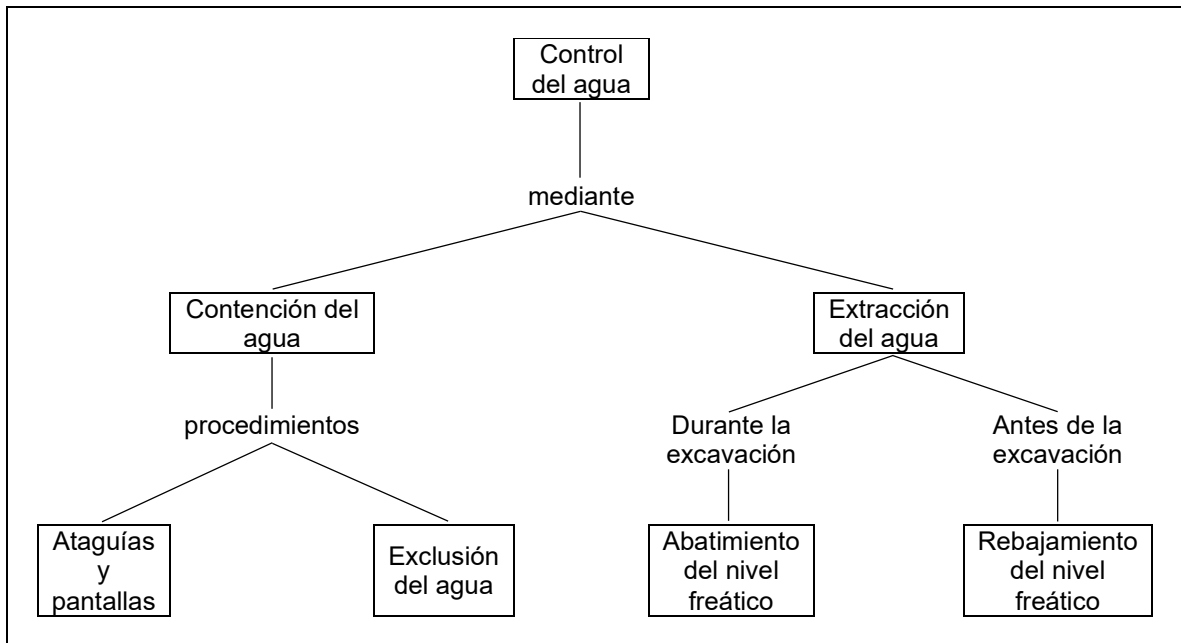 Control
del agua
mediante
Contención del
agua
Extracción
del agua
procedimientos
Durante la
excavación
Antes de la
excavación
Ataguías
y
pantallas
Exclusión
del agua
Abatimiento
del nivel
freático
Rebajamiento
del nivel
freático